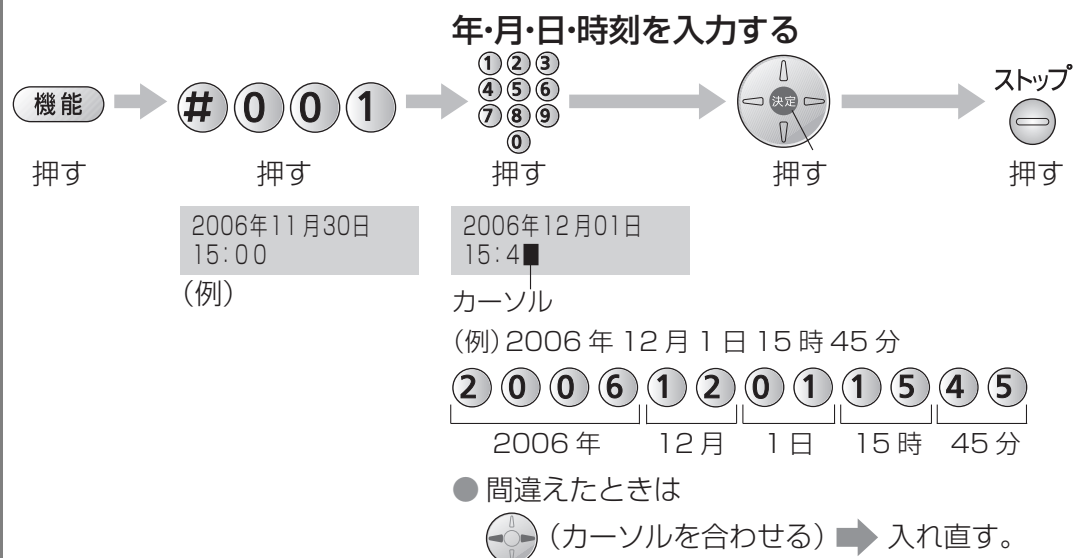 年・月・日・時刻を入力する
機能 #001 1 2 3 4 5 6 7 8 9 0 決定 ストップ
押す 押す 押す 押す 押す
2006年11月30日
15:00
(例)
2006年12月01日
15:4
カーソル
(例)2006年12月1日15時45分
2 0 0 6 1 2 0 1 1 5 4 5
2006年 12月 1日 15時 45分
● 間違えたときは
(カーソルを合わせる) 入れ直す。